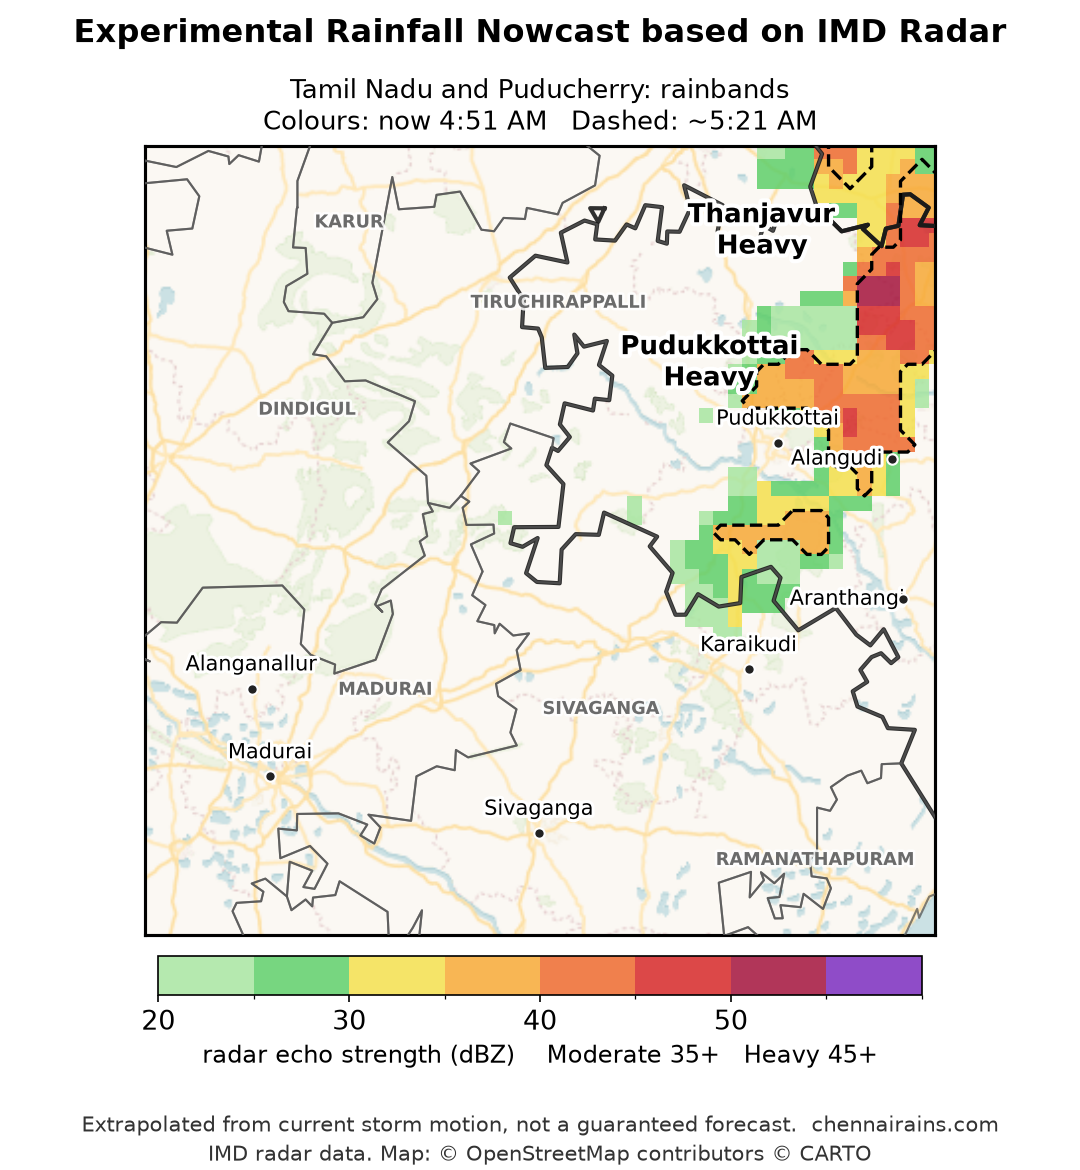 Experimental Rainfall Nowcast based on IMD Radar
Tamil Nadu and Puducherry: rainbands
Colours: now 4:51 AM   Dashed: ~5:21 AM
KARUR
Thanjavur
Heavy
TIRUCHIRAPPALLI
Pudukkottai
Heavy
DINDIGUL
Pudukkottai
Alangudi
Aranthangi
Karaikudi
Alanganallur
MADURAI
SIVAGANGA
Madurai
Sivaganga
RAMANATHAPURAM
20 30 40 50
radar echo strength (dBZ)    Moderate 35+   Heavy 45+
Extrapolated from current storm motion, not a guaranteed forecast.  chennairains.com
IMD radar data. Map: © OpenStreetMap contributors © CARTO